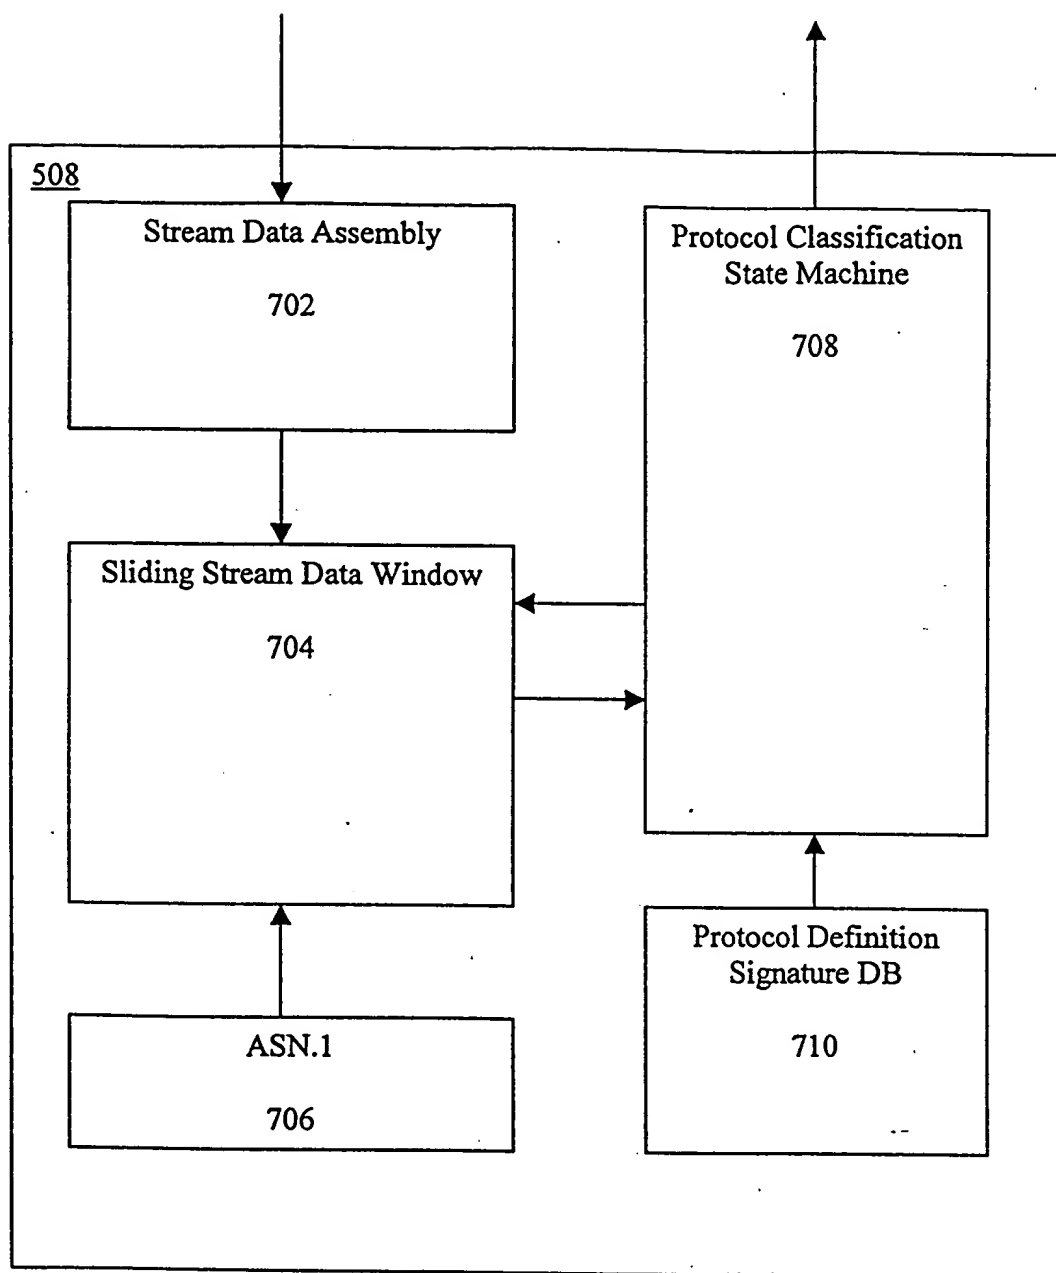 508
Stream Data Assembly
702
Protocol Classification
State Machine
708
Sliding Stream Data Window
704
ASN.1
706
Protocol Definition
Signature DB
710